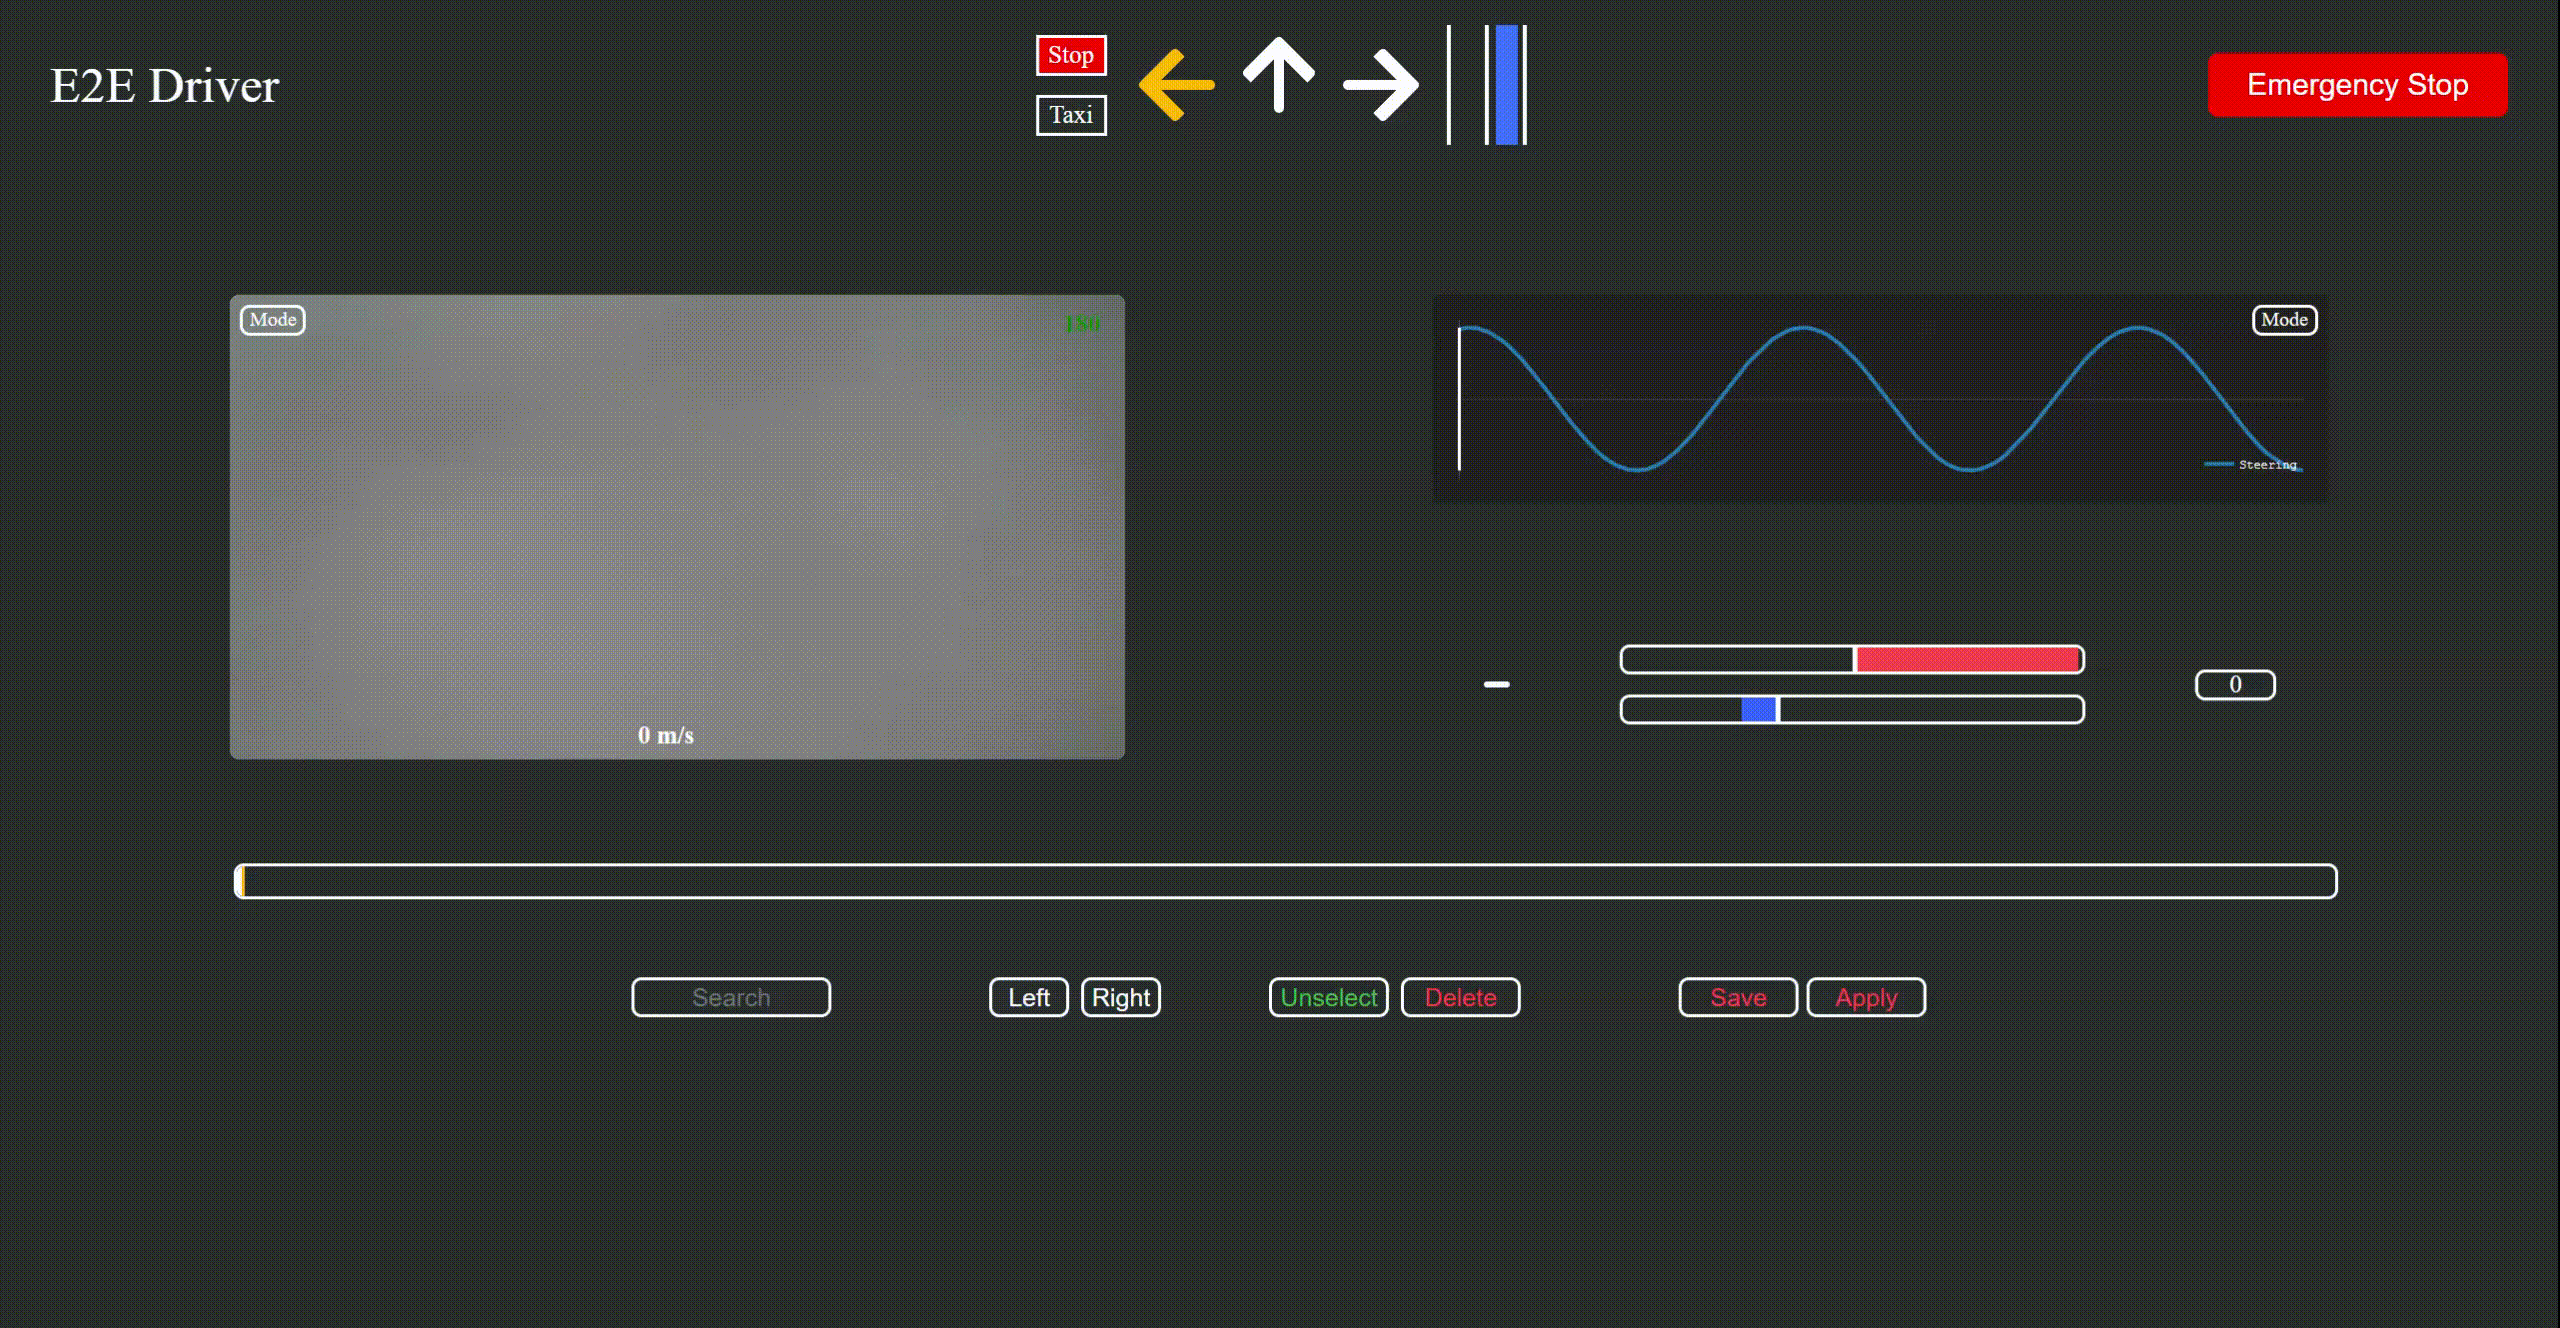 E2E Driver
Stop
Taxi
Emergency Stop
Mode
180
0 m/s
Mode
Steering
0
Search
Left
Right
Unselect
Delete
Save
Apply